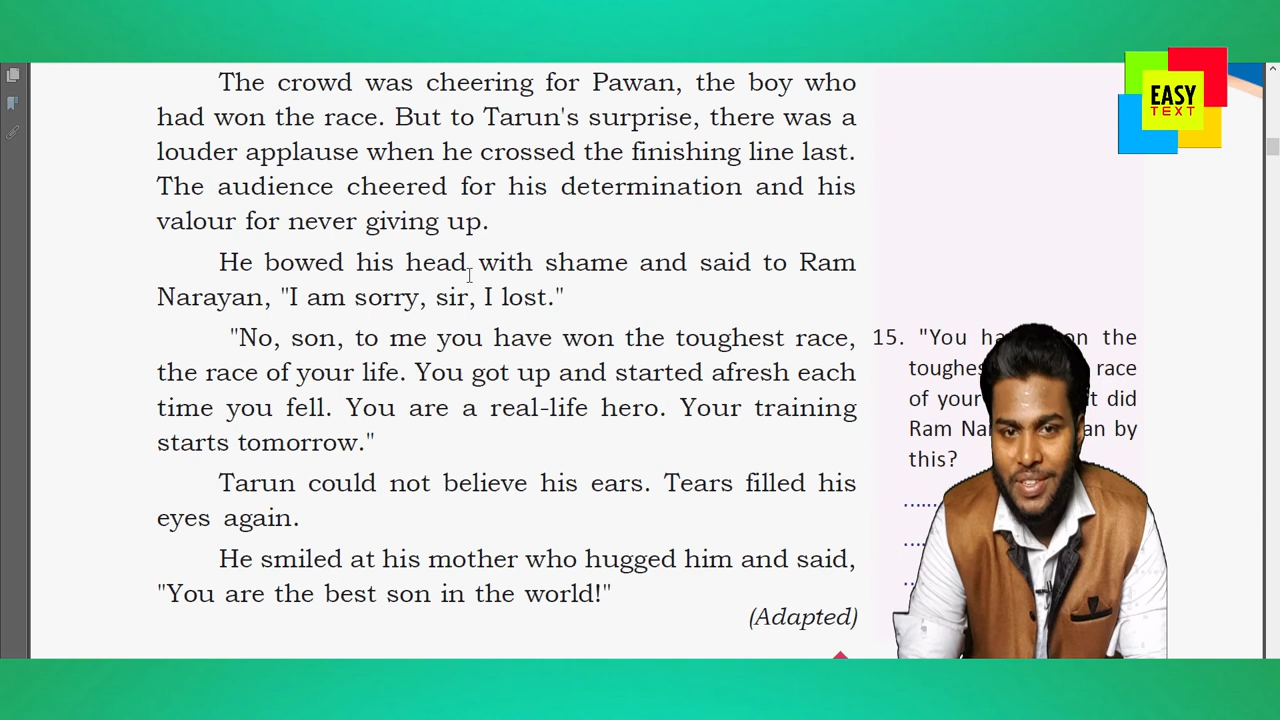 The crowd was cheering for Pawan, the boy who
had won the race. But to Tarun's surprise, there was a
louder applause when he crossed the finishing line last.
The audience cheered for his determination and his
valour for never giving up.
He bowed his head with shame and said to Ram
Narayan, "I am sorry, sir, I lost."
"No, son, to me you have won the toughest race,
the race of your life. You got up and started afresh each
time you fell. You are a real-life hero. Your training
starts tomorrow."
Tarun could not believe his ears. Tears filled his
eyes again.
He smiled at his mother who hugged him and said,
"You are the best son in the world!"
(Adapted)
15. "You the
race
of your did
Ram by
this?
EASY
TEXT